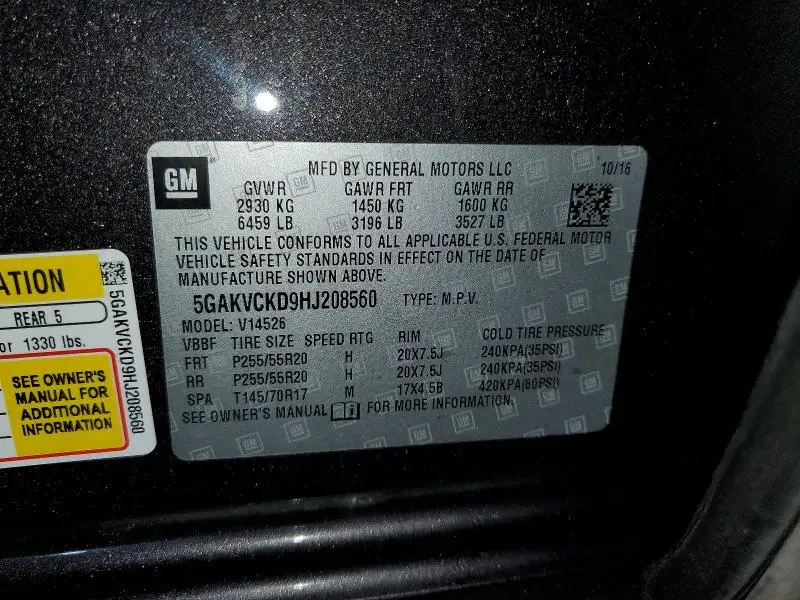 GM
MFD BY GENERAL MOTORS LLC 10/16
GVWR GAWR FRT GAWR RR
2930 KG 1450 KG 1600 KG
6459 LB 3196 LB 3527 LB
THIS VEHICLE CONFORMS TO ALL APPLICABLE U.S. FEDERAL MOTOR
VEHICLE SAFETY STANDARDS IN EFFECT ON THE DATE OF
MANUFACTURE SHOWN ABOVE.
5GAKVCKD9HJ208560 TYPE: M.P.V.
MODEL: V14526
VBBF TIRE SIZE SPEED RTG RIM COLD TIRE PRESSURE
FRT P255/55R20 H 20X7.5J 240KPA(35PSI)
RR P255/55R20 H 20X7.5J 240KPA(35PSI)
SPA T145/70R17 M 17X4.5B 420KPA(60PSI)
SEE OWNER'S MANUAL i FOR MORE INFORMATION.
ATION
REAR 5
or 1330 lbs.
SEE OWNER'S
MANUAL FOR
ADDITIONAL
INFORMATION
5GAKVCKD9HJ208560